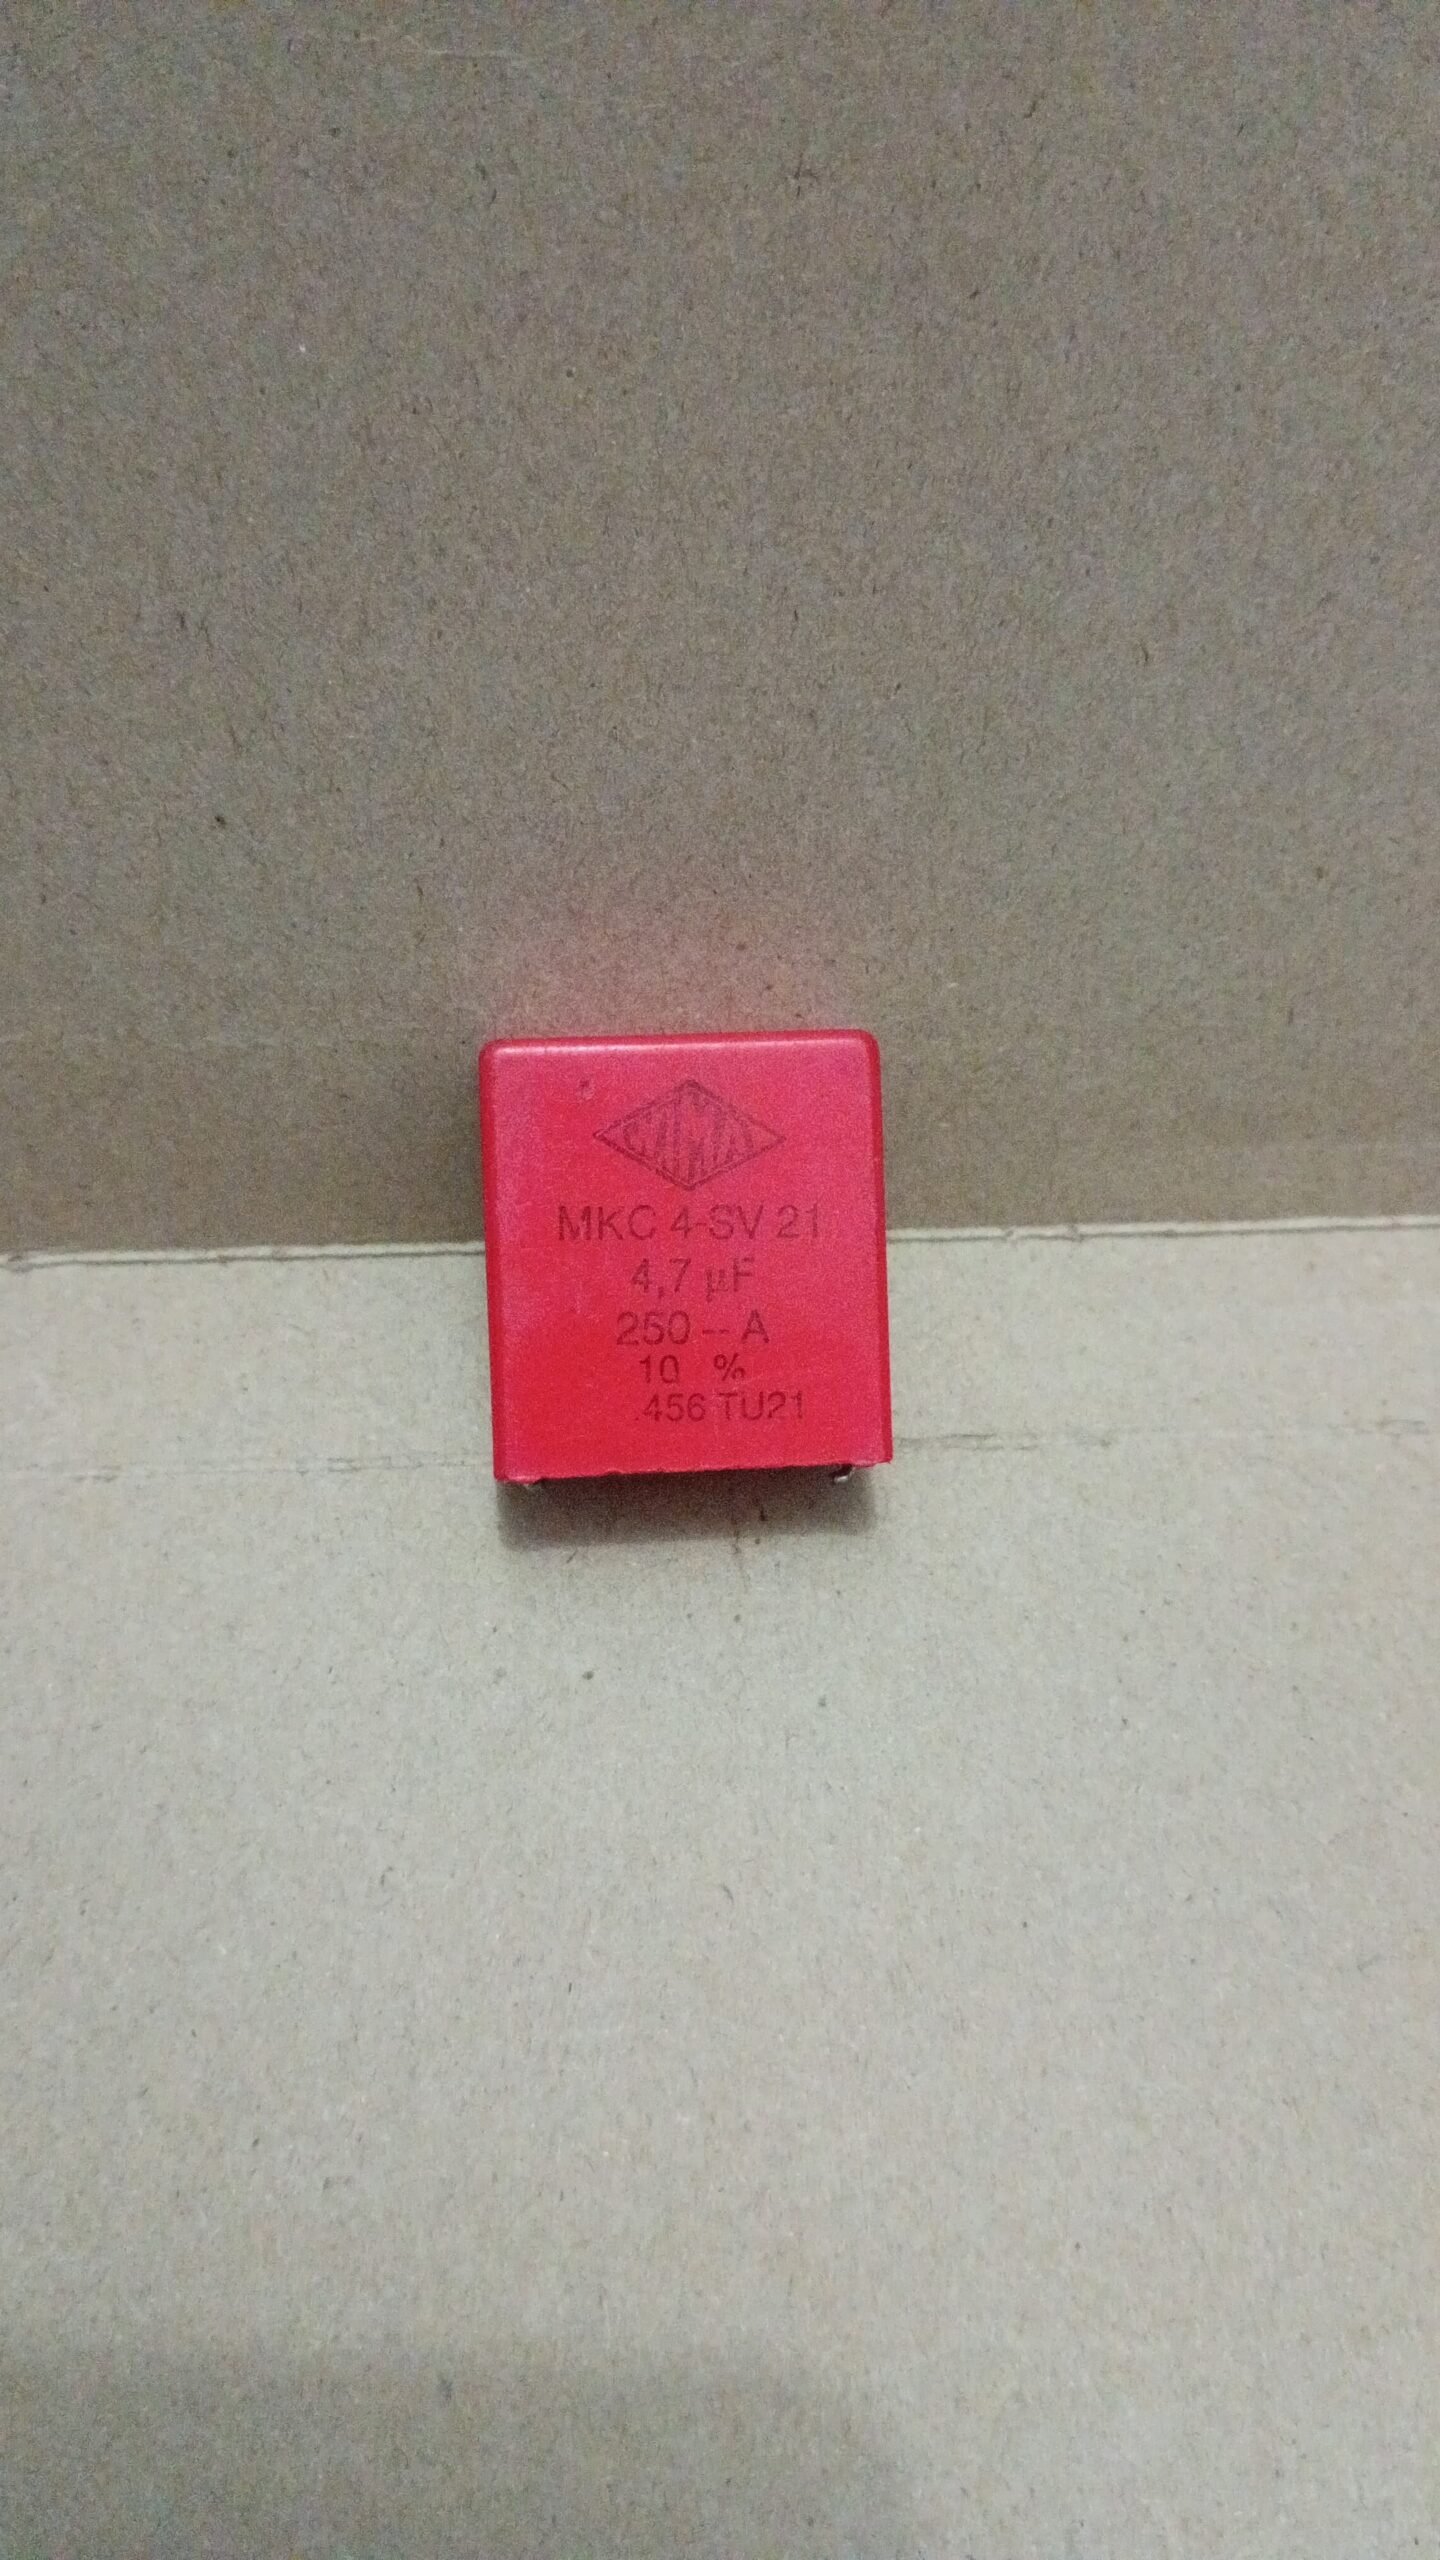 WIMA
MKC 4-SV 21
4,7 µF
250 – A
10 %
456 TU21